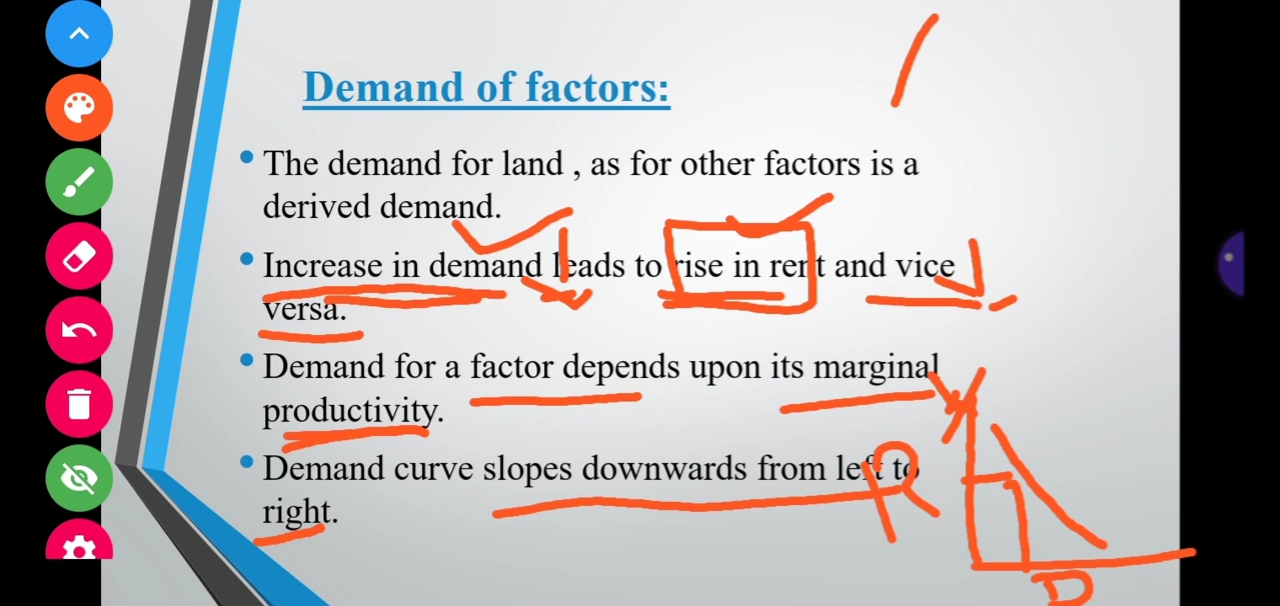 Demand of factors:
• The demand for land , as for other factors is a
derived demand.
• Increase in demand leads to rise in rent and vice
versa.
• Demand for a factor depends upon its marginal
productivity.
• Demand curve slopes downwards from left to
right.
R
D